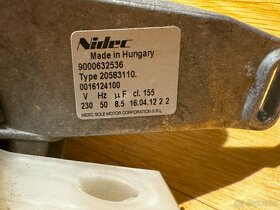 Nidec
Made in Hungary
9000632536
Type 20583110.
0016124100
V Hz µF cl. 155
230 50 8.5 16.04.12 2 2
NIDEC SOLE MOTOR CORPORATION S.R.L.